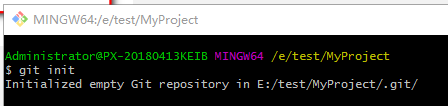 MINGW64:/e/test/MyProject
Administrator@PX-20180413KEIB MINGW64 /e/test/MyProject
$ git init
Initialized empty Git repository in E:/test/MyProject/.git/